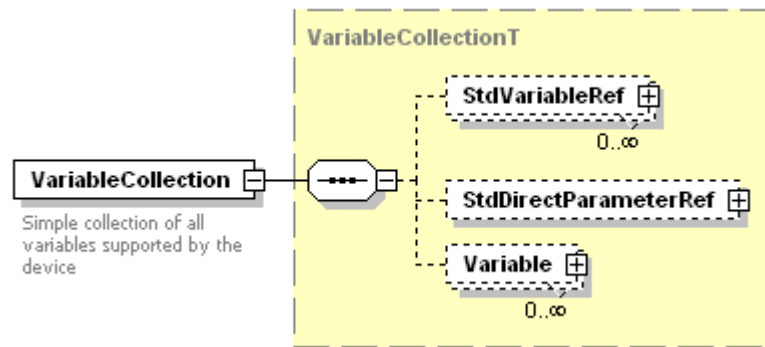 VariableCollectionT
StdVariableRef
0..∞
VariableCollection
Simple collection of all
variables supported by the
device
StdDirectParameterRef
Variable
0..∞